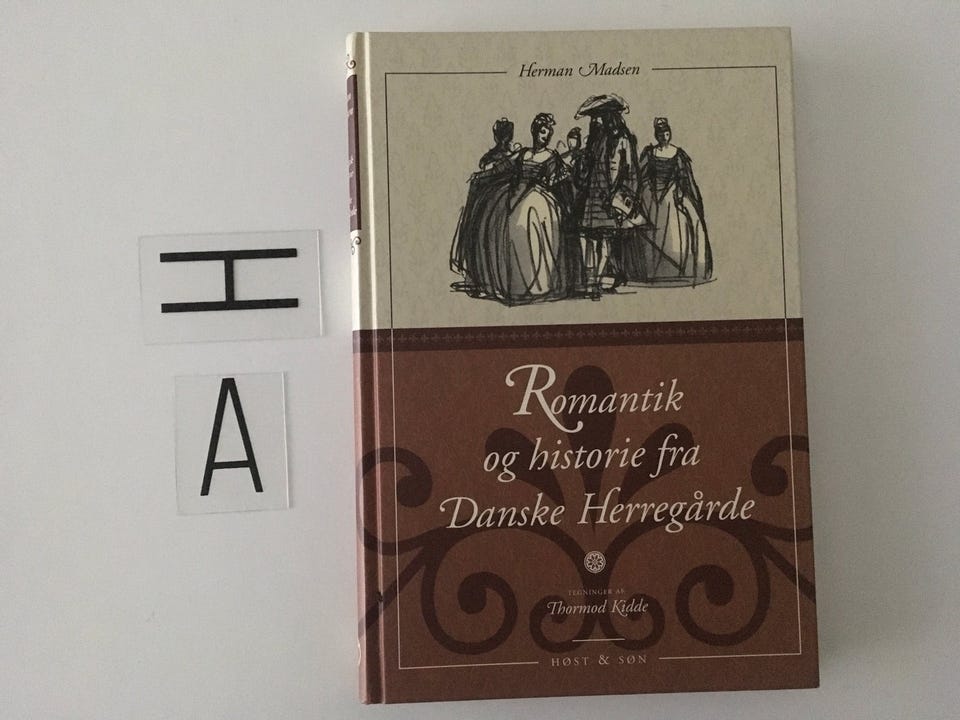 H
A
Herman Madsen
Romantik
og historie fra
Danske Herregårde
TEGNINGER AF
Thormod Kidde
HØST & SØN